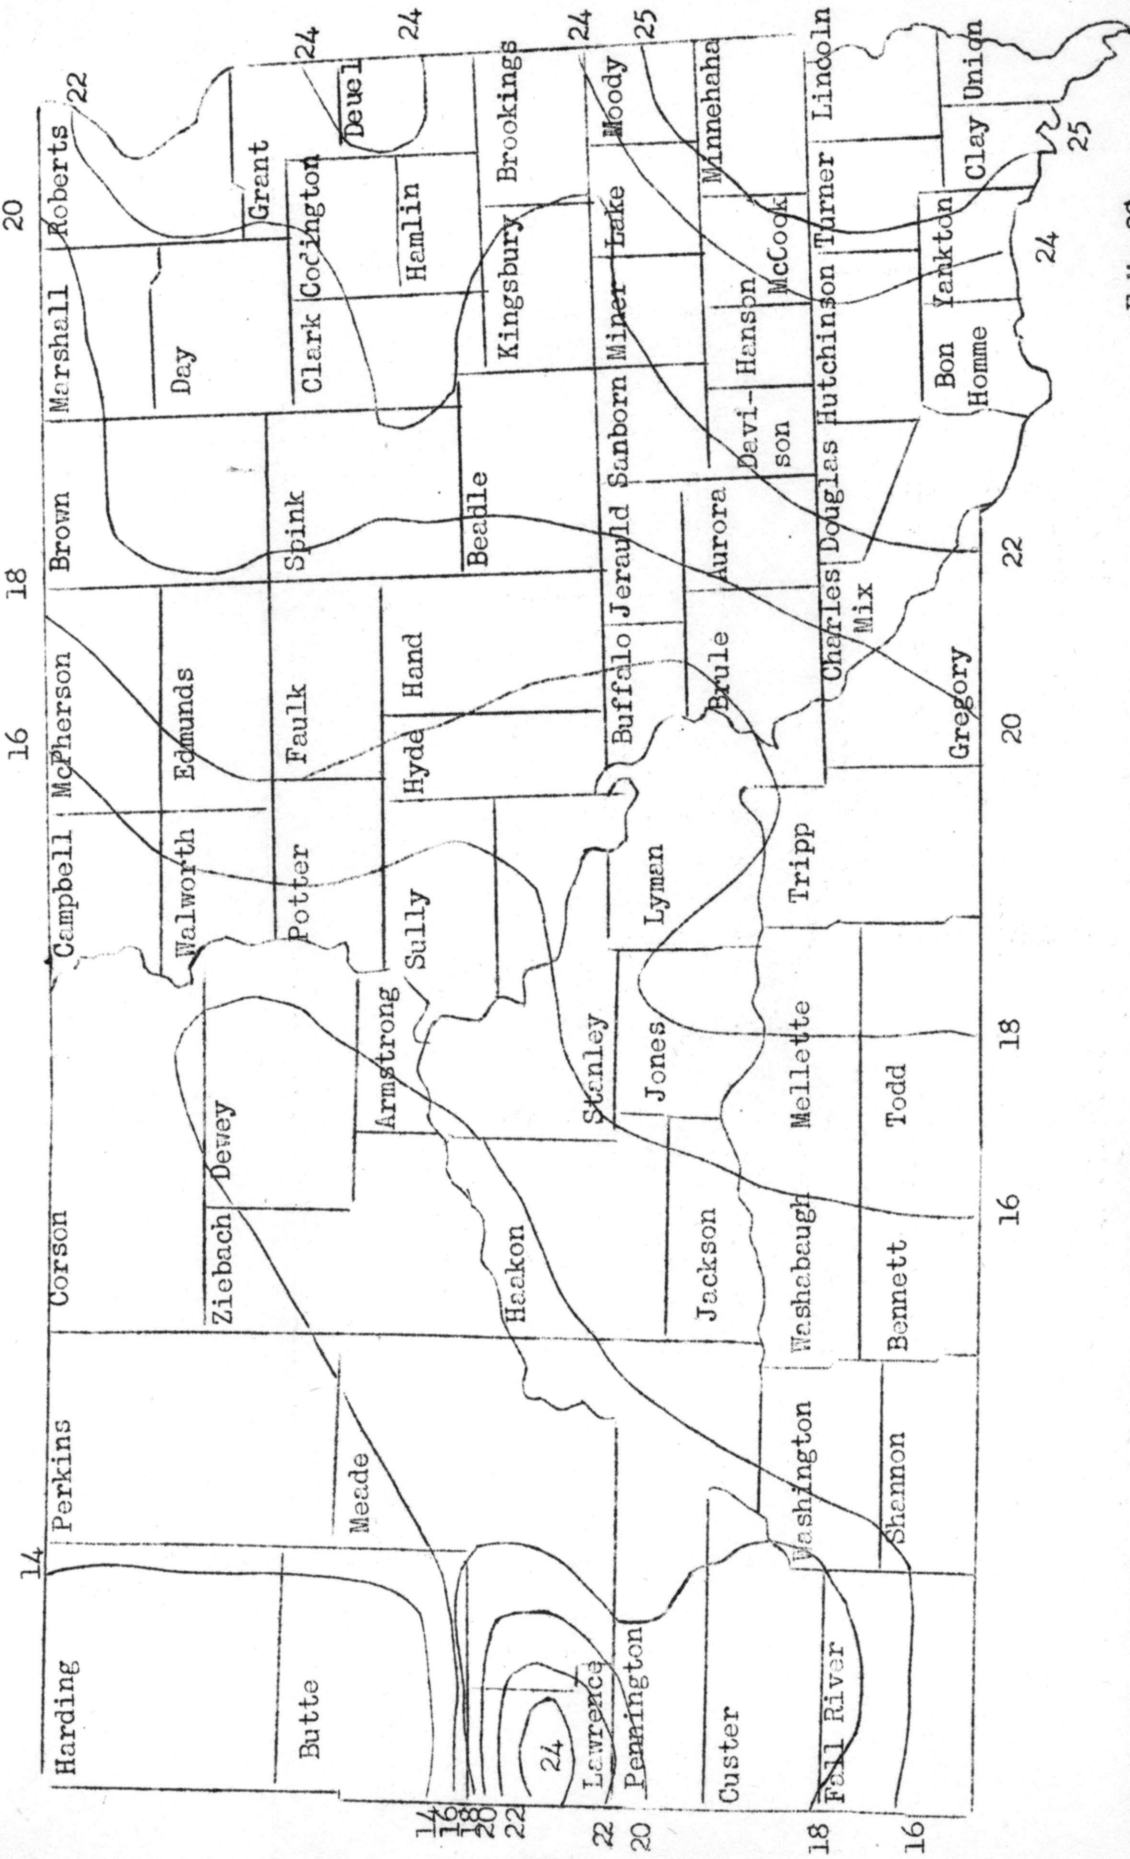 14
16
18
20
22
Harding
Perkins
Corson
Campbell
McPherson
Brown
Marshall
Roberts
Butte
Meade
Ziebach
Dewey
Walworth
Edmunds
Day
Grant
24
Armstrong
Potter
Faulk
Spink
Clark
Codington
Deuel
Sully
Hyde
Hand
Hamlin
24
14
16
18
20
22
24
Lawrence
Haakon
Stanley
Beadle
Kingsbury
Brookings
24
22
20
Pennington
Jackson
Jones
Lyman
Buffalo
Jerauld
Sanborn
Miner
Lake
Moody
25
Custer
Brule
Aurora
Davi-
son
Hanson
McCook
Minnehaha
18
Fall River
Washington
Washabaugh
Mellette
Tripp
Charles
Mix
Douglas
Hutchinson
Turner
Lincoln
16
Shannon
Bennett
Todd
Gregory
Bon
Homme
Yankton
Clay
Union
16
18
20
22
24
25